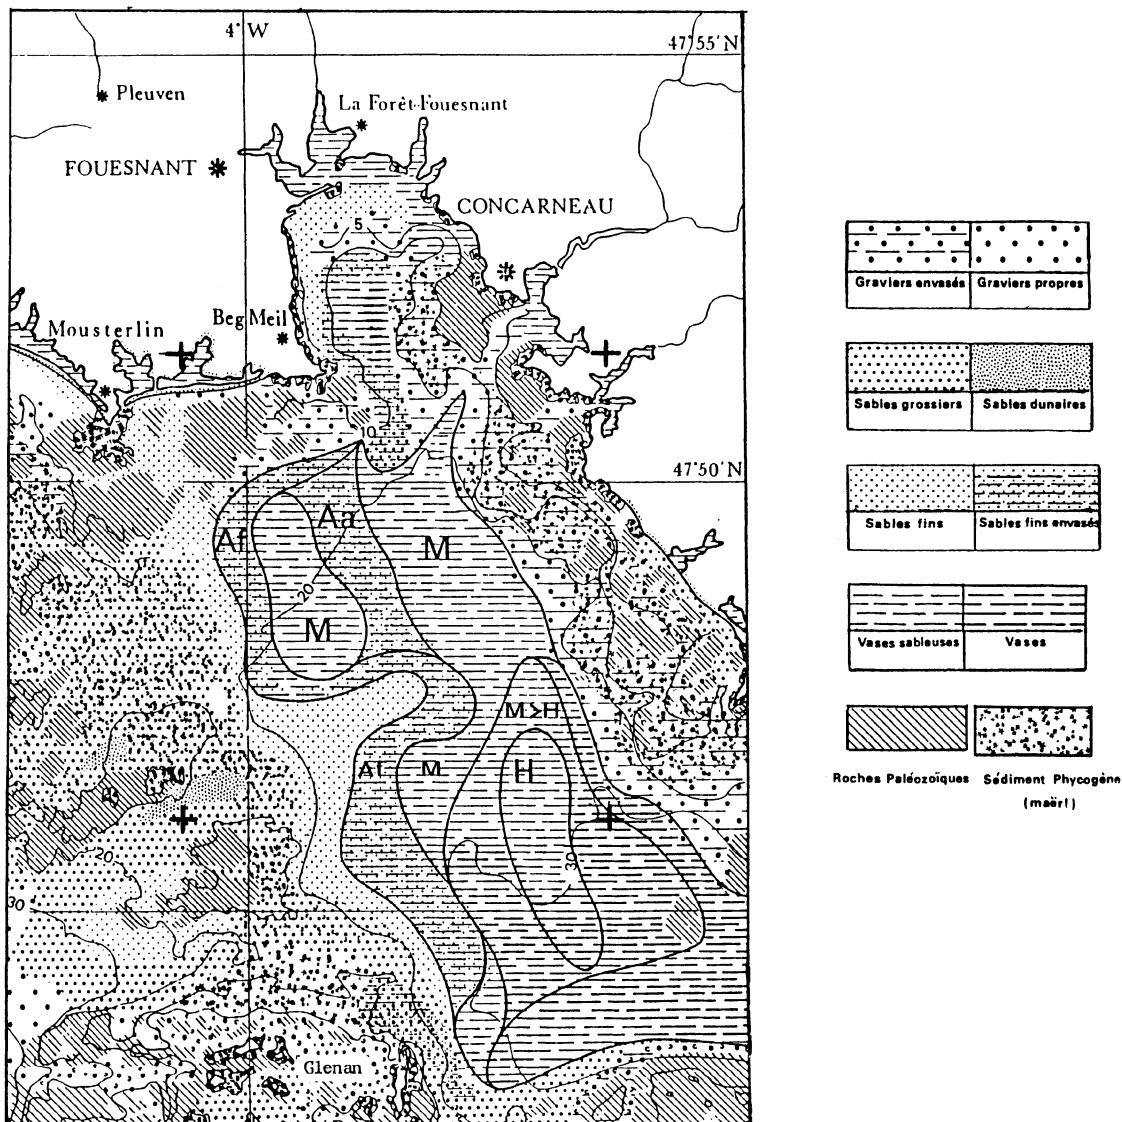 4° W
47°55'N
Pleuven
La Forêt-Fouesnant
FOUESNANT
CONCARNEAU
5
Beg Meil
Mousterlin
10
12
47°50'N
Aa
Af
M
20
M
M>H
Af
M
H
30
20
30
Glenan
Graviers envasés
Graviers propres
Sables grossiers
Sables dunaires
Sables fins
Sables fins envasés
Vases sableuses
Vases
Roches Paléozoïques
Sédiment Phycogène
(maërl)